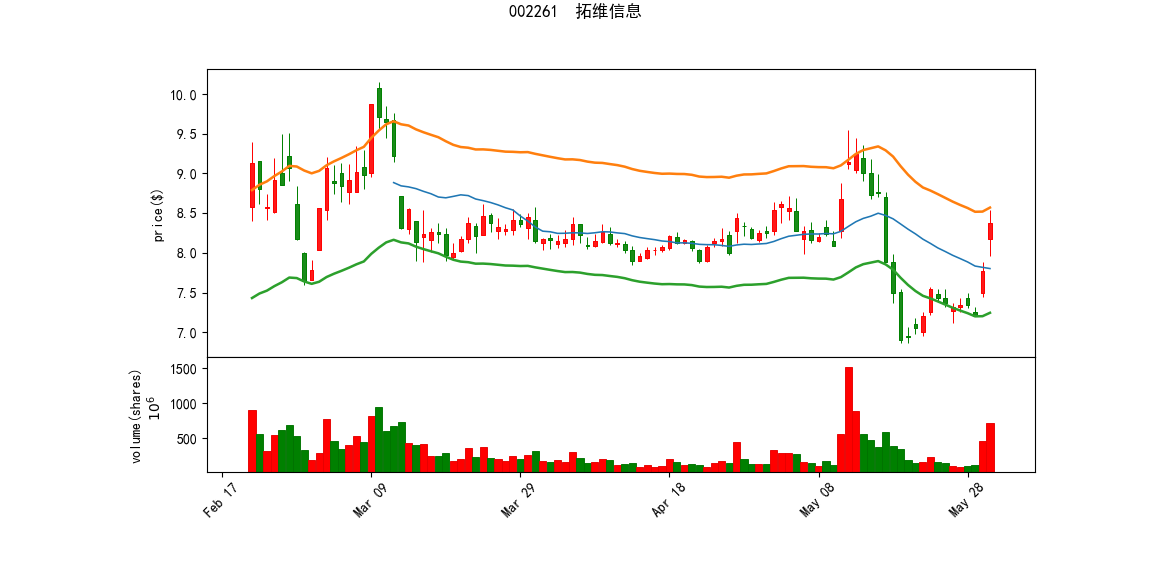 002261 拓维信息
price($)
10.0
9.5
9.0
8.5
8.0
7.5
7.0
volume(shares)
10^6
1500
1000
500
Feb 17
Mar 09
Mar 29
Apr 18
May 08
May 28